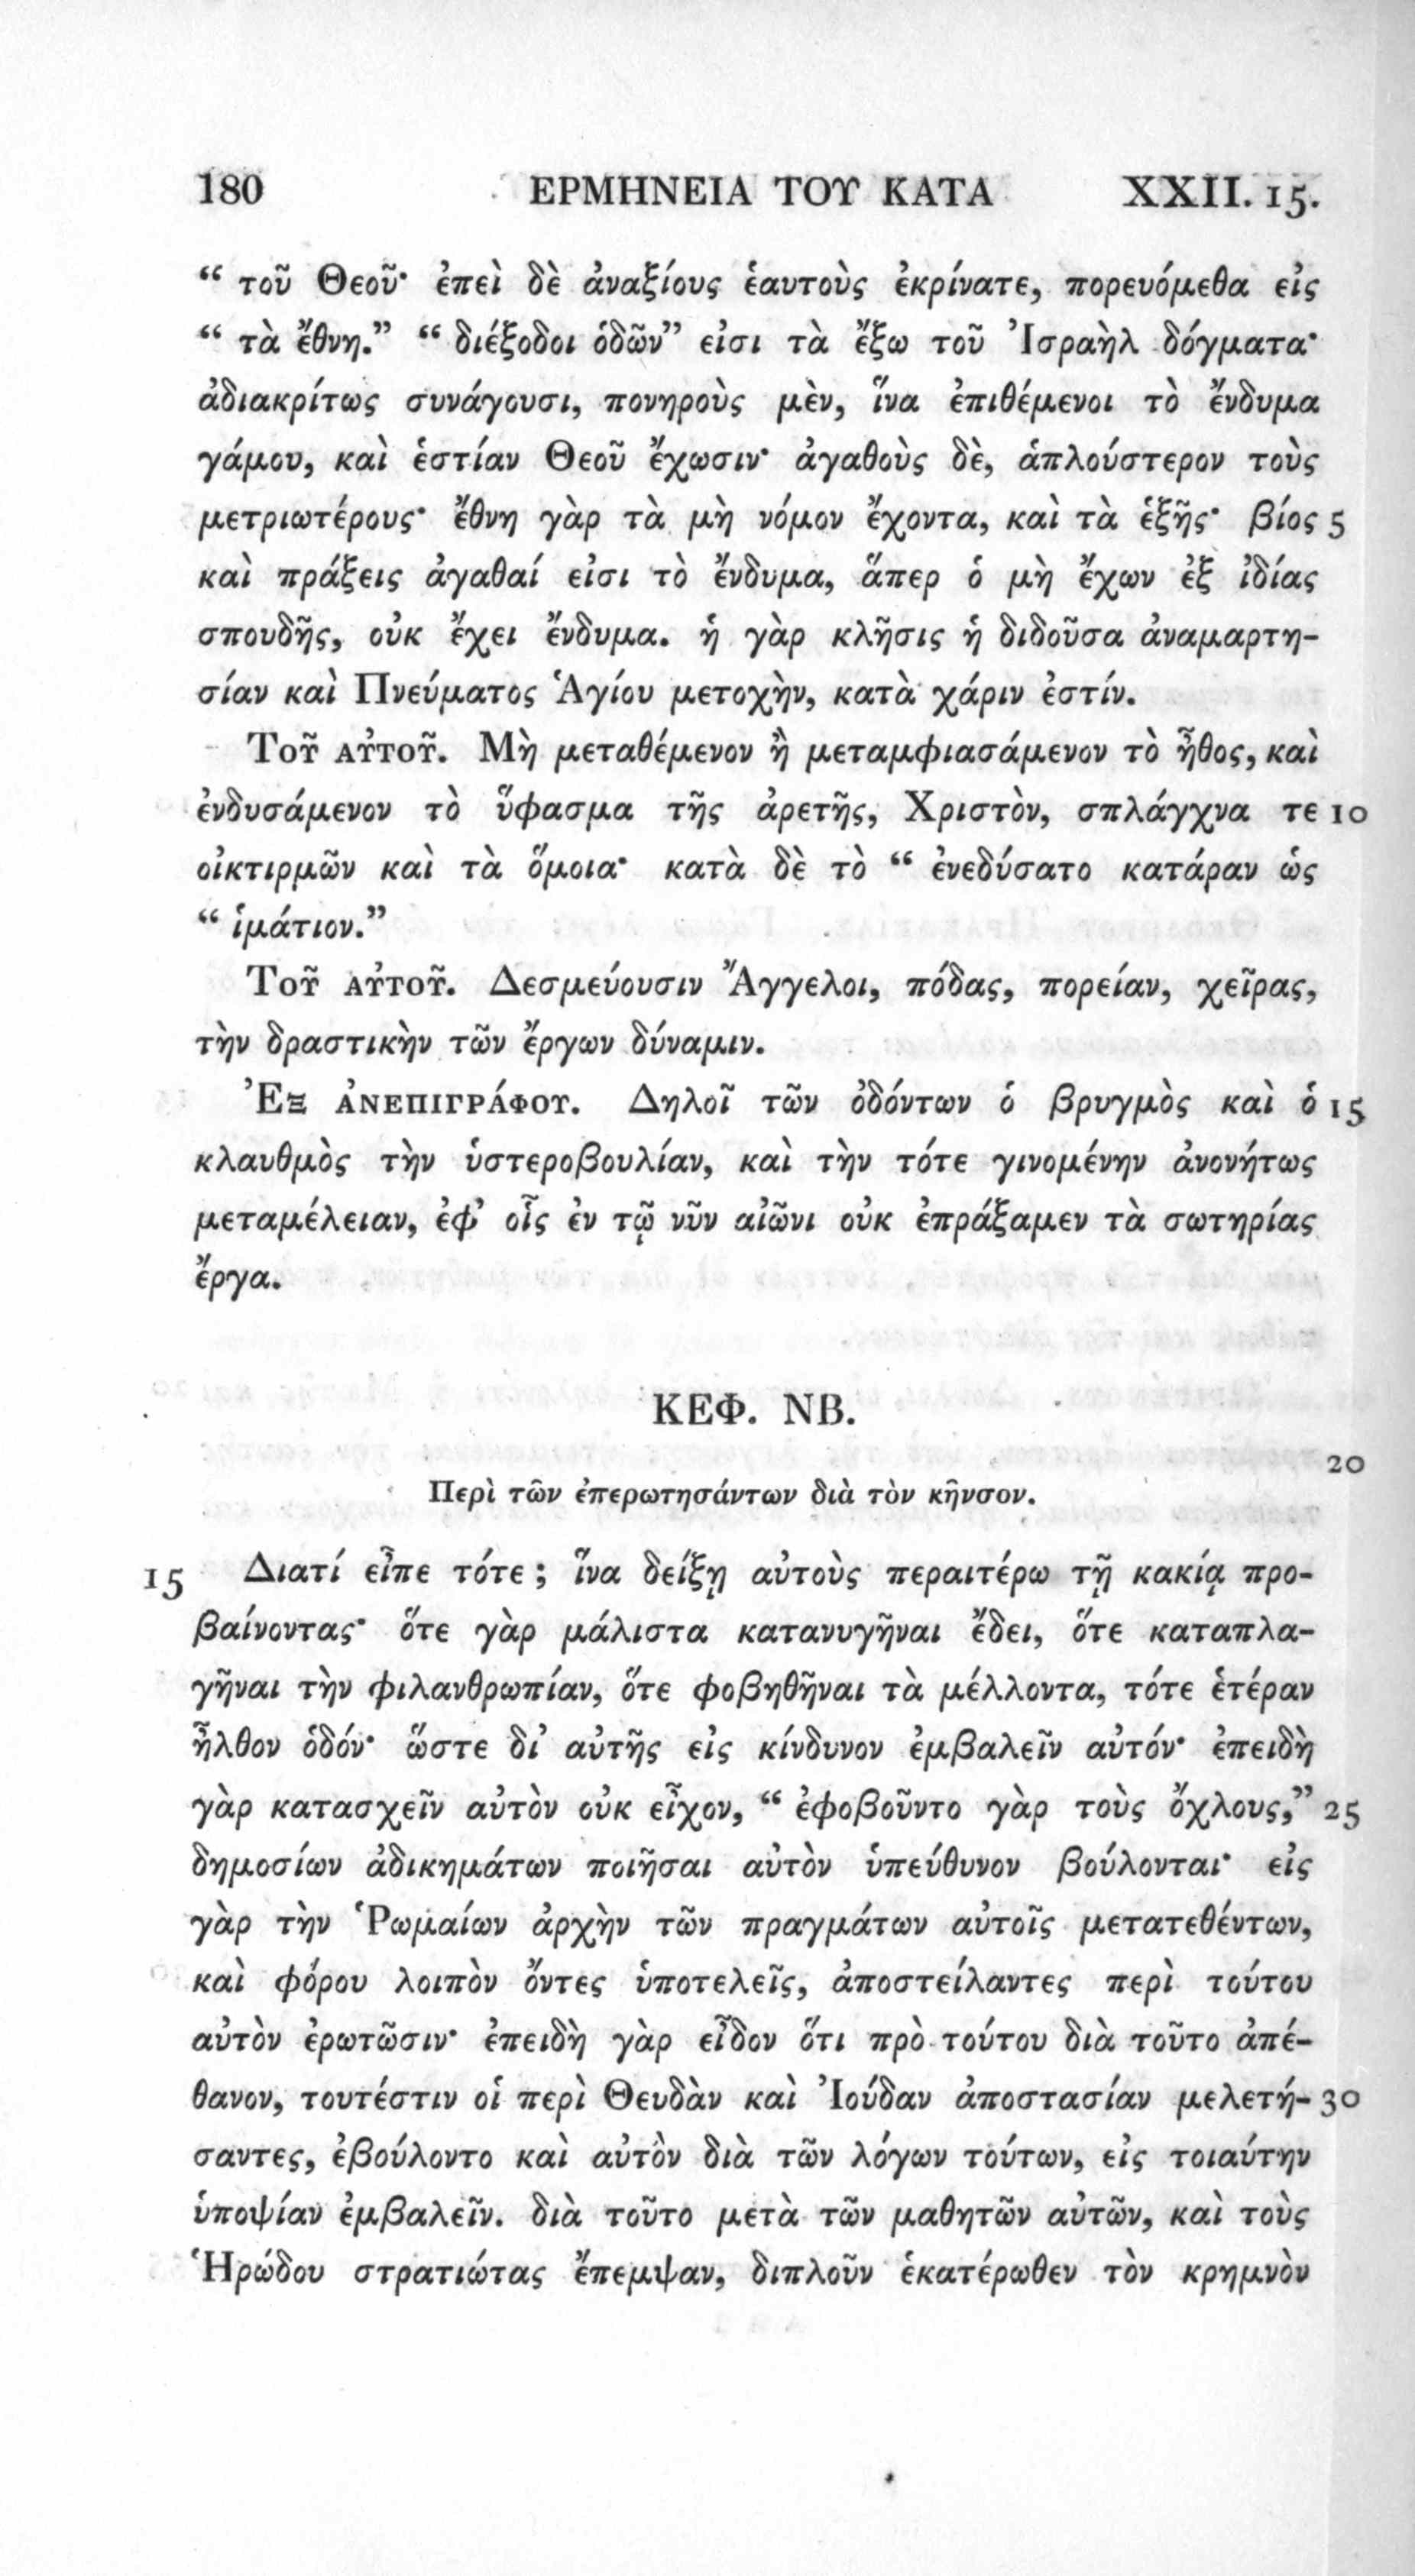 180 ΕΡΜΗΝΕΙΑ ΤΟΥ ΚΑΤΑ XXII. 15.
“ τοῦ Θεοῦ· ἐπεὶ δὲ ἀναξίους ἑαυτοὺς ἐκρίνατε, πορευόμεθα εἰς
“ τὰ ἔθνη.” “ διέξοδοι ὁδῶν” εἰσι τὰ ἔξω τοῦ Ἰσραὴλ δόγματα·
ἀδιακρίτως συνάγουσι, πονηροὺς μὲν, ἵνα ἐπιθέμενοι τὸ ἔνδυμα
γάμου, καὶ ἑστίαν Θεοῦ ἔχωσιν· ἀγαθοὺς δὲ, ἁπλούστερον τοὺς
μετριωτέρους· ἔθνη γὰρ τὰ μὴ νόμον ἔχοντα, καὶ τὰ ἑξῆς· βίος 5
καὶ πράξεις ἀγαθαί εἰσι τὸ ἔνδυμα, ἅπερ ὁ μὴ ἔχων ἐξ ἰδίας
σπουδῆς, οὐκ ἔχει ἔνδυμα. ἡ γὰρ κλῆσις ἡ διδοῦσα ἀναμαρτη-
σίαν καὶ Πνεύματος Ἁγίου μετοχὴν, κατὰ χάριν ἐστίν.
Τοῦ αὐτοῦ. Μὴ μεταθέμενον ἢ μεταμφιασάμενον τὸ ἦθος, καὶ
ἐνδυσάμενον τὸ ὕφασμα τῆς ἀρετῆς, Χριστὸν, σπλάγχνα τε 10
οἰκτιρμῶν καὶ τὰ ὅμοια· κατὰ δὲ τὸ “ ἐνεδύσατο κατάραν ὡς
“ ἱμάτιον.”
Τοῦ αὐτοῦ. Δεσμεύουσιν Ἄγγελοι, πόδας, πορείαν, χεῖρας,
τὴν δραστικὴν τῶν ἔργων δύναμιν.
Ἐξ ἀνεπιγράφου. Δηλοῖ τῶν ὀδόντων ὁ βρυγμὸς καὶ ὁ 15
κλαυθμὸς τὴν ὑστεροβουλίαν, καὶ τὴν τότε γινομένην ἀνονήτως
μεταμέλειαν, ἐφ’ οἷς ἐν τῷ νῦν αἰῶνι οὐκ ἐπράξαμεν τὰ σωτηρίας
ἔργα.
ΚΕΦ. ΝΒ.
20
Περὶ τῶν ἐπερωτησάντων διὰ τὸν κῆνσον.
15 Διατί εἶπε τότε ; ἵνα δείξῃ αὐτοὺς περαιτέρω τῇ κακίᾳ προ-
βαίνοντας· ὅτε γὰρ μάλιστα κατανυγῆναι ἔδει, ὅτε καταπλα-
γῆναι τὴν φιλανθρωπίαν, ὅτε φοβηθῆναι τὰ μέλλοντα, τότε ἑτέραν
ἦλθον ὁδόν· ὥστε δι’ αὐτῆς εἰς κίνδυνον ἐμβαλεῖν αὐτόν· ἐπειδὴ
γὰρ κατασχεῖν αὐτὸν οὐκ εἶχον, “ ἐφοβοῦντο γὰρ τοὺς ὄχλους,” 25
δημοσίων ἀδικημάτων ποιῆσαι αὐτὸν ὑπεύθυνον βούλονται· εἰς
γὰρ τὴν Ῥωμαίων ἀρχὴν τῶν πραγμάτων αὐτοῖς μετατεθέντων,
καὶ φόρου λοιπὸν ὄντες ὑποτελεῖς, ἀποστείλαντες περὶ τούτου
αὐτὸν ἐρωτῶσιν· ἐπειδὴ γὰρ εἶδον ὅτι πρὸ τούτου διὰ τοῦτο ἀπέ-
θανον, τουτέστιν οἱ περὶ Θευδὰν καὶ Ἰούδαν ἀποστασίαν μελετή- 30
σαντες, ἐβούλοντο καὶ αὐτὸν διὰ τῶν λόγων τούτων, εἰς τοιαύτην
ὑποψίαν ἐμβαλεῖν. διὰ τοῦτο μετὰ τῶν μαθητῶν αὐτῶν, καὶ τοὺς
Ἡρώδου στρατιώτας ἔπεμψαν, διπλοῦν ἑκατέρωθεν τὸν κρημνὸν